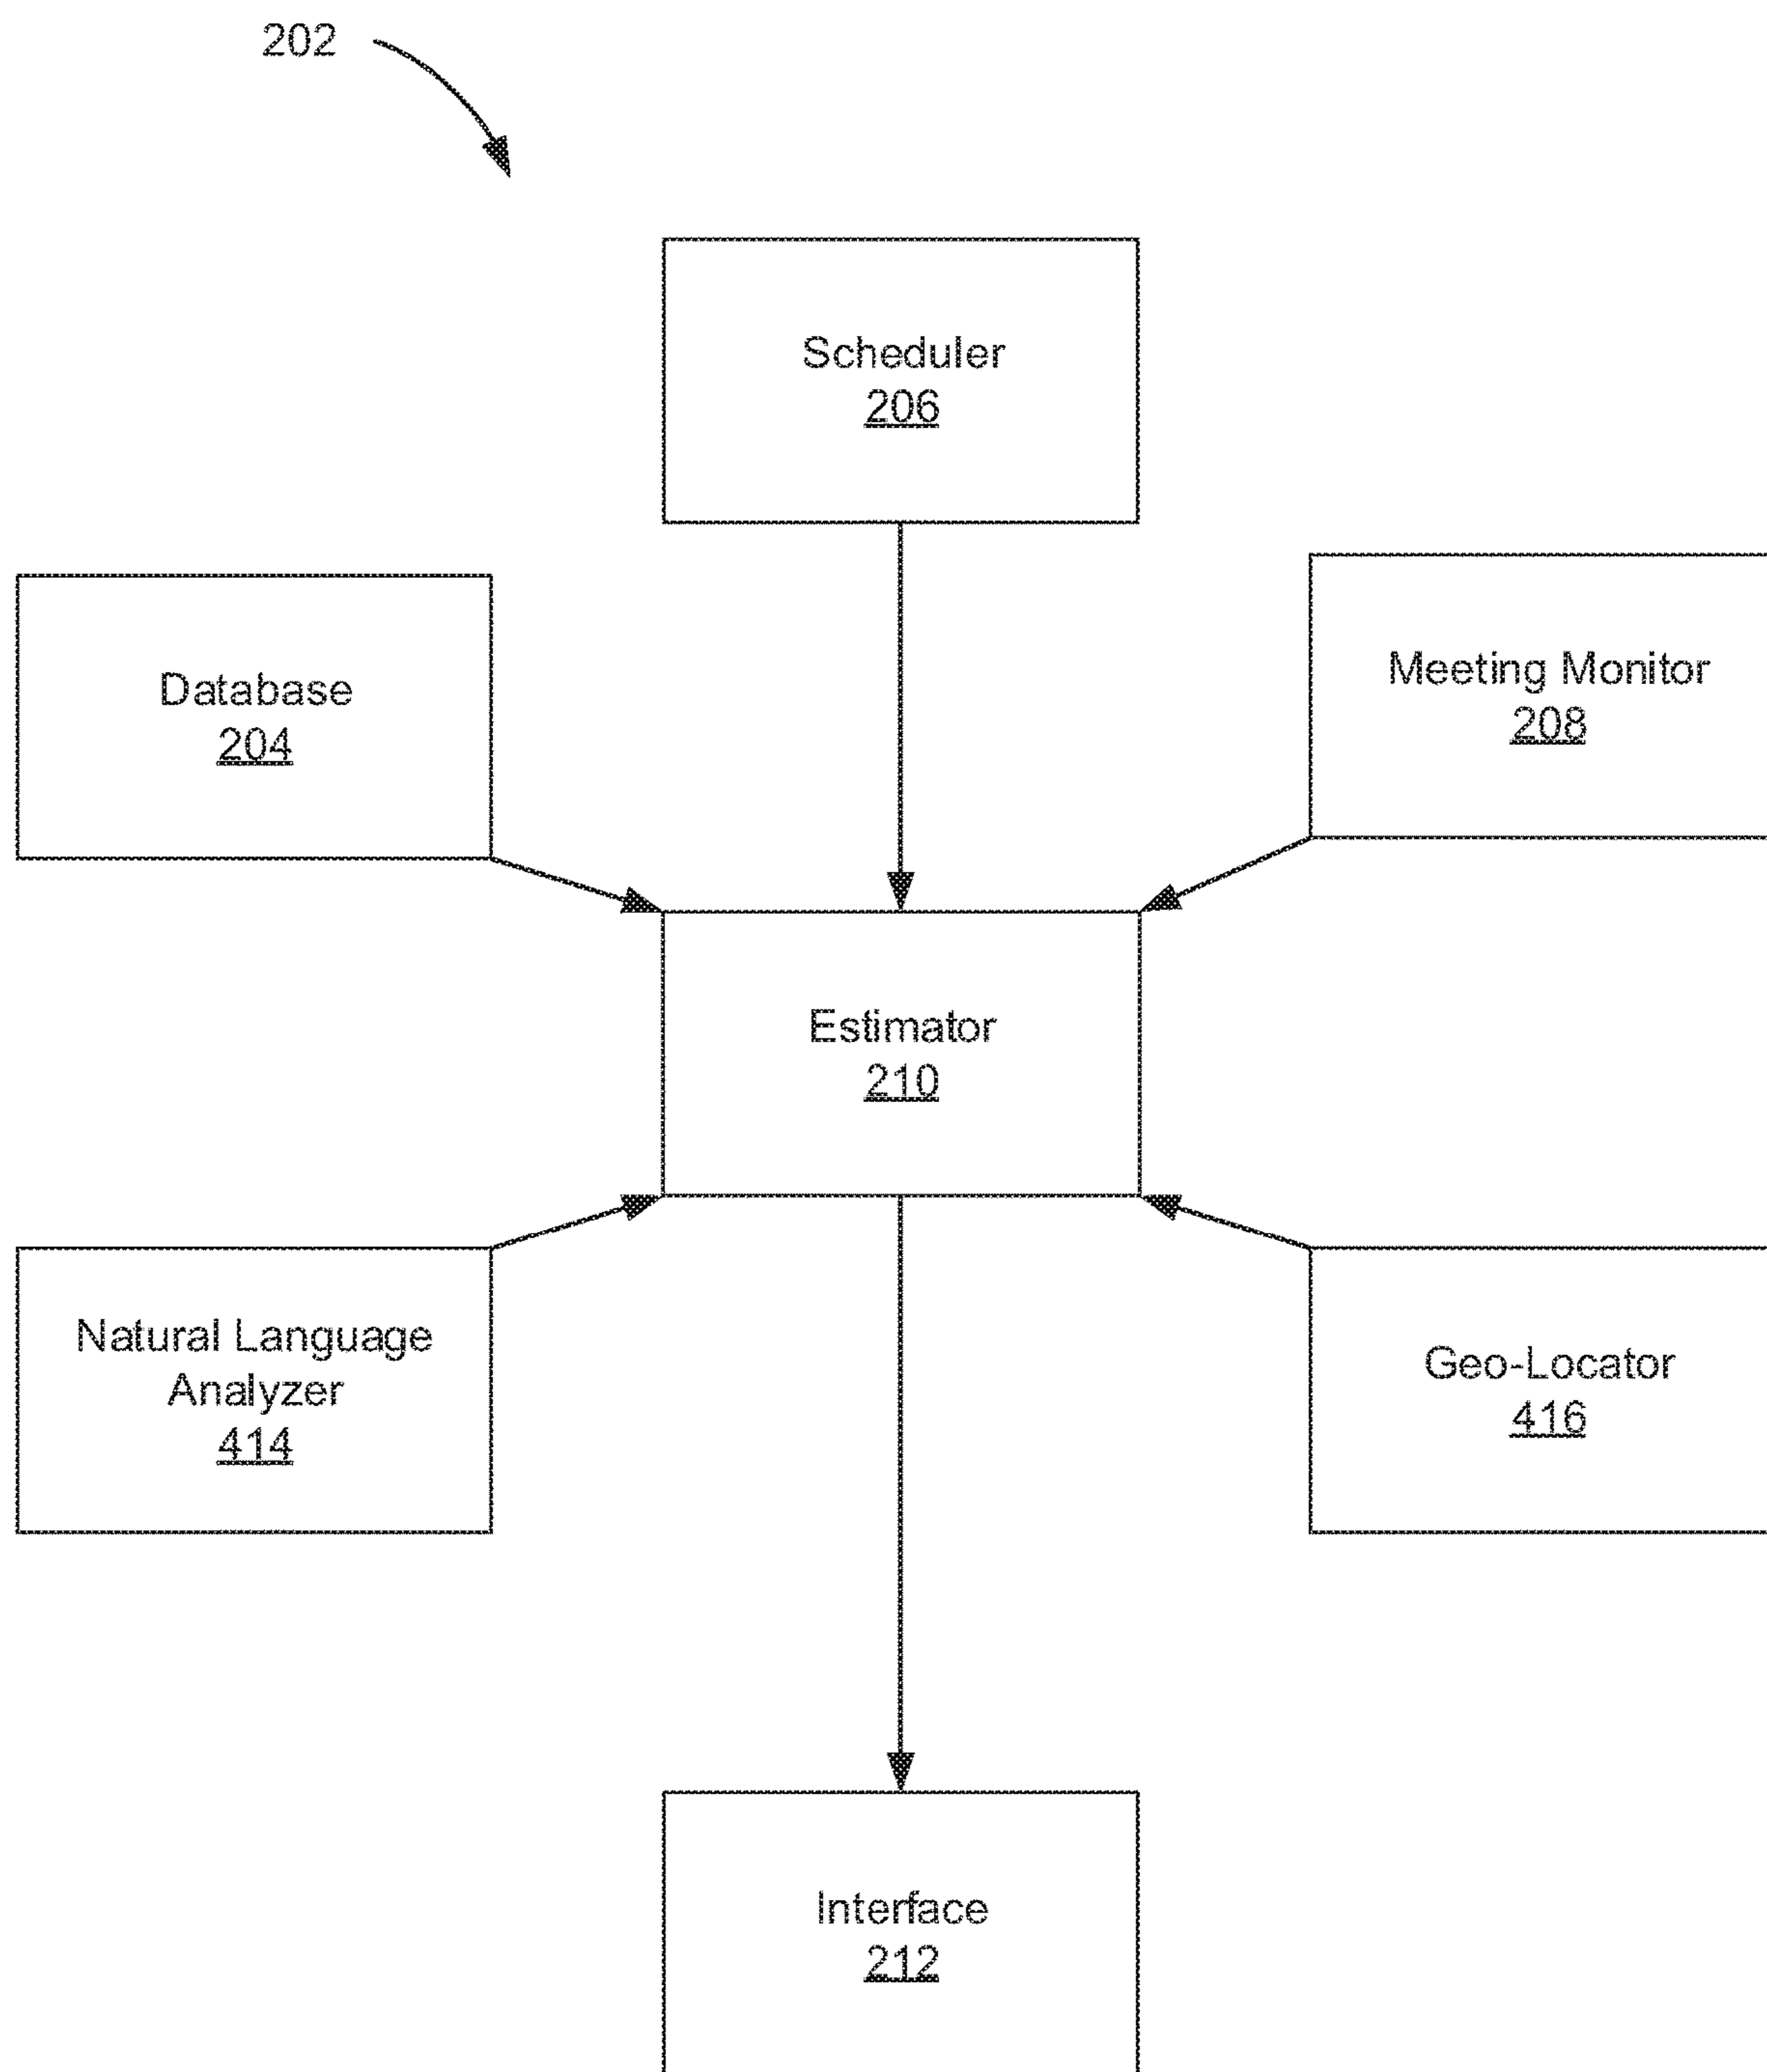 202
Scheduler
206
Database
204
Meeting Monitor
208
Estimator
210
Natural Language
Analyzer
414
Geo-Locator
416
Interface
212